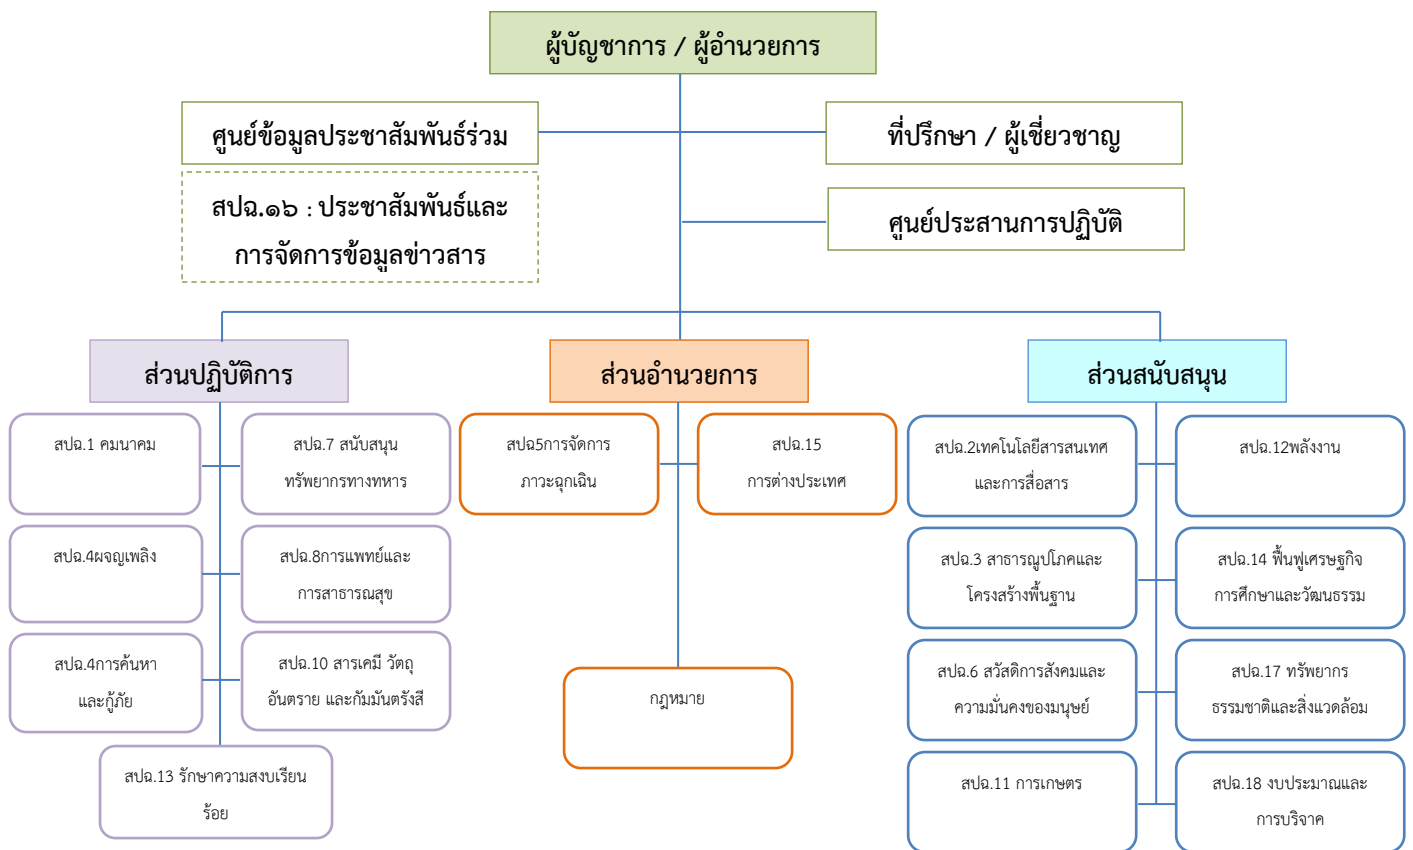 ผู้บัญชาการ / ผู้อำนวยการ
ศูนย์ข้อมูลประชาสัมพันธ์ร่วม
ที่ปรึกษา / ผู้เชี่ยวชาญ
สปฉ.๑๖ : ประชาสัมพันธ์และ
การจัดการข้อมูลข่าวสาร
ศูนย์ประสานการปฏิบัติ
ส่วนปฏิบัติการ
สปฉ.1 คมนาคม
สปฉ.7 สนับสนุน
ทรัพยากรทางทหาร
สปฉ.4ผจญเพลิง
สปฉ.8การแพทย์และ
การสาธารณสุข
สปฉ.4การค้นหา
และกู้ภัย
สปฉ.10 สารเคมี วัตถุ
อันตราย และกัมมันตรังสี
สปฉ.13 รักษาความสงบเรียบ
ร้อย
ส่วนอำนวยการ
สปฉ5การจัดการ
ภาวะฉุกเฉิน
สปฉ.15
การต่างประเทศ
กฎหมาย
ส่วนสนับสนุน
สปฉ.2เทคโนโลยีสารสนเทศ
และการสื่อสาร
สปฉ.12พลังงาน
สปฉ.3 สาธารณูปโภคและ
โครงสร้างพื้นฐาน
สปฉ.14 ฟื้นฟูเศรษฐกิจ
การศึกษาและวัฒนธรรม
สปฉ.6 สวัสดิการสังคมและ
ความมั่นคงของมนุษย์
สปฉ.17 ทรัพยากร
ธรรมชาติและสิ่งแวดล้อม
สปฉ.11 การเกษตร
สปฉ.18 งบประมาณและ
การบริจาค